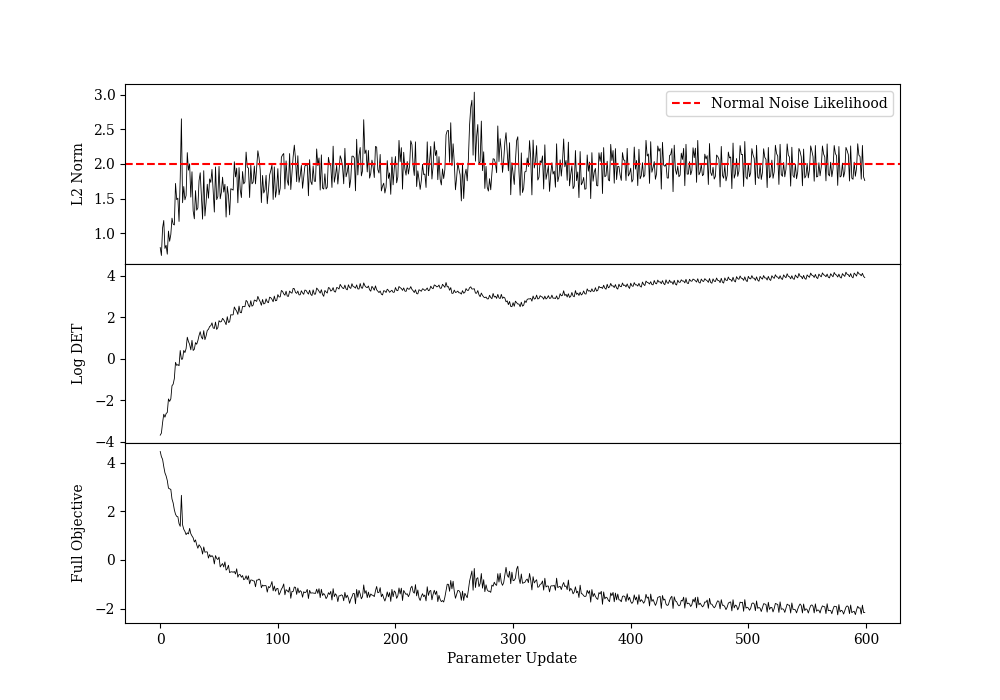 Normal Noise Likelihood
L2 Norm
3.0
2.5
2.0
1.5
1.0
Log DET
4
2
0
−2
−4
Full Objective
4
2
0
−2
0 100 200 300 400 500 600
Parameter Update